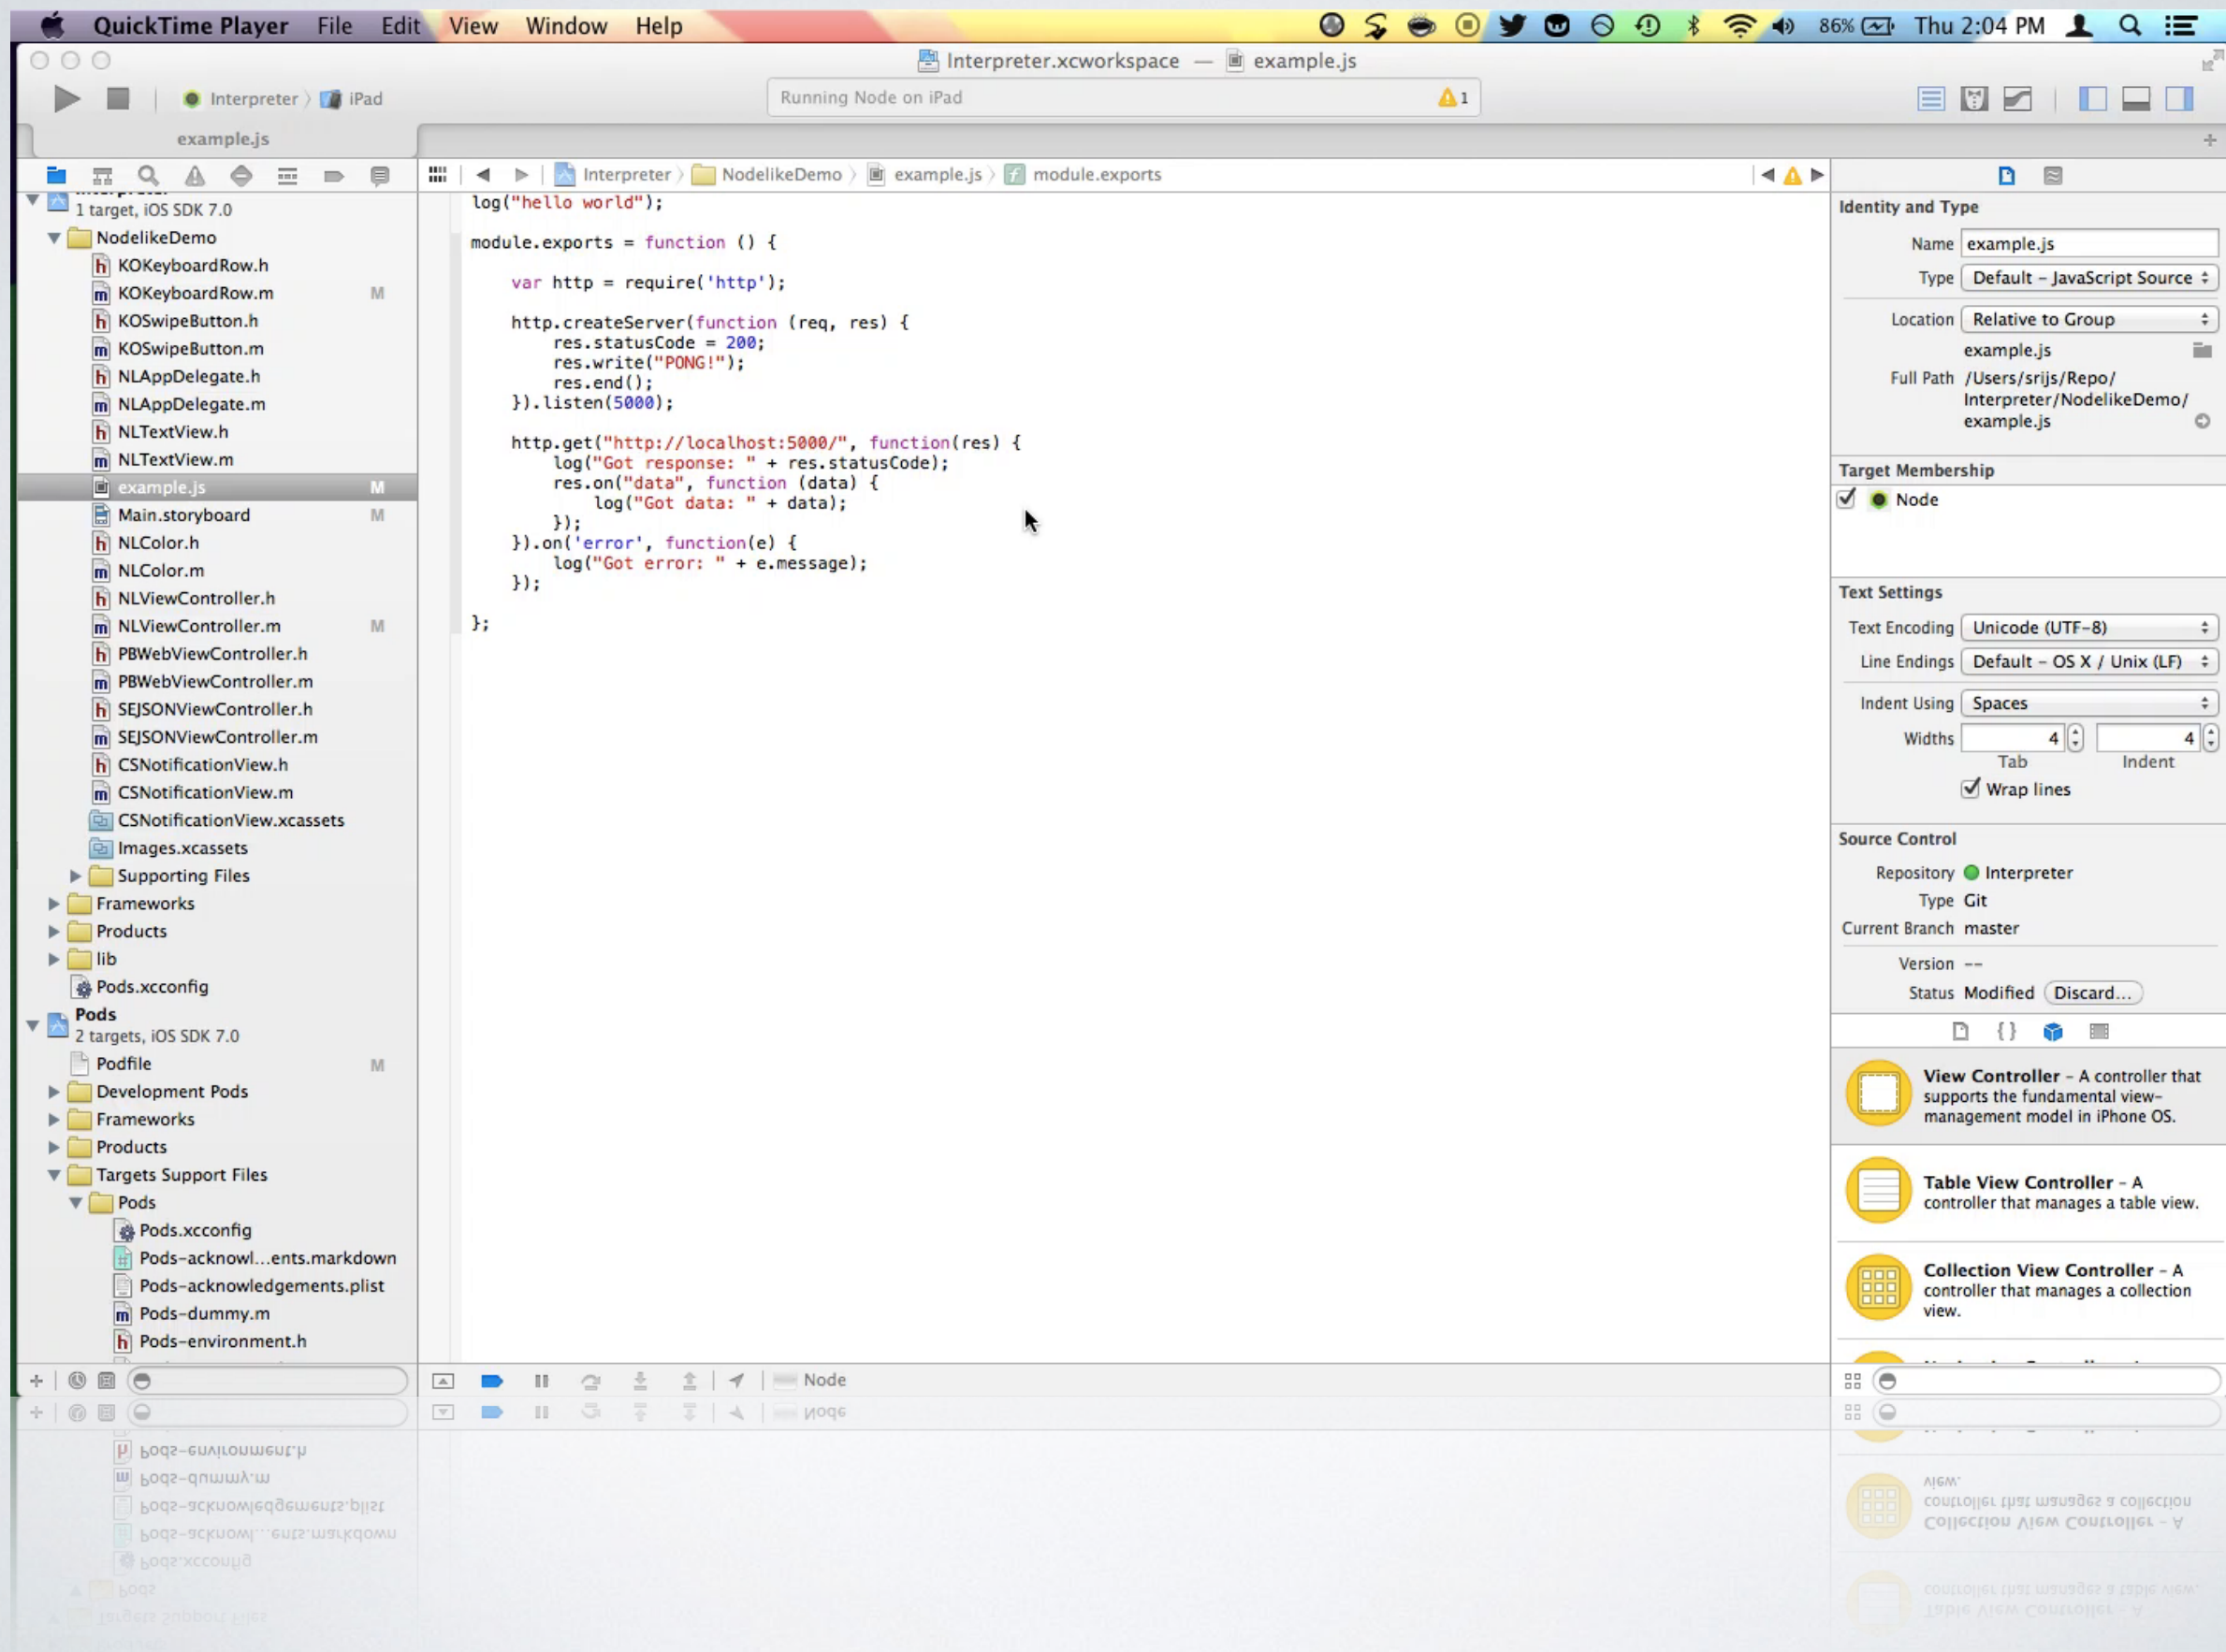 QuickTime Player File Edit View Window Help 86% Thu 2:04 PM
Interpreter.xcworkspace — example.js
Interpreter iPad Running Node on iPad 1
example.js
Interpreter NodelikeDemo example.js module.exports
1 target, iOS SDK 7.0
NodelikeDemo
h KOKeyboardRow.h
m KOKeyboardRow.m M
h KOSwipeButton.h
m KOSwipeButton.m
h NLAppDelegate.h
m NLAppDelegate.m
h NLTextView.h
m NLTextView.m
example.js M
Main.storyboard M
h NLColor.h
m NLColor.m
h NLViewController.h
m NLViewController.m M
h PBWebViewController.h
m PBWebViewController.m
h SEJSONViewController.h
m SEJSONViewController.m
h CSNotificationView.h
m CSNotificationView.m
CSNotificationView.xcassets
Images.xcassets
Supporting Files
Frameworks
Products
lib
Pods.xcconfig
Pods
2 targets, iOS SDK 7.0
Podfile M
Development Pods
Frameworks
Products
Targets Support Files
Pods
Pods.xcconfig
Pods-acknowl...ents.markdown
Pods-acknowledgements.plist
m Pods-dummy.m
h Pods-environment.h
log("hello world");
module.exports = function () {
var http = require('http');
http.createServer(function (req, res) {
res.statusCode = 200;
res.write("PONG!");
res.end();
}).listen(5000);
http.get("http://localhost:5000/", function(res) {
log("Got response: " + res.statusCode);
res.on("data", function (data) {
log("Got data: " + data);
});
}).on('error', function(e) {
log("Got error: " + e.message);
});
};
Node
Identity and Type
Name example.js
Type Default - JavaScript Source
Location Relative to Group
example.js
Full Path /Users/srijs/Repo/
Interpreter/NodelikeDemo/
example.js
Target Membership
Node
Text Settings
Text Encoding Unicode (UTF-8)
Line Endings Default - OS X / Unix (LF)
Indent Using Spaces
Widths 4 4
Tab Indent
Wrap lines
Source Control
Repository Interpreter
Type Git
Current Branch master
Version --
Status Modified Discard...
{ }
View Controller - A controller that
supports the fundamental view-
management model in iPhone OS.
Table View Controller - A
controller that manages a table view.
Collection View Controller - A
controller that manages a collection
view.